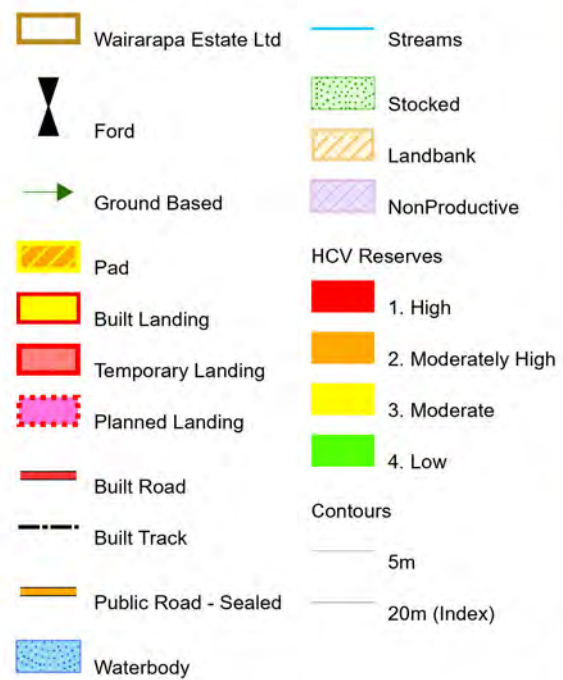 Wairarapa Estate Ltd
Ford
Ground Based
Pad
Built Landing
Temporary Landing
Planned Landing
Built Road
Built Track
Public Road - Sealed
Waterbody
Streams
Stocked
Landbank
NonProductive
HCV Reserves
1. High
2. Moderately High
3. Moderate
4. Low
Contours
5m
20m (Index)